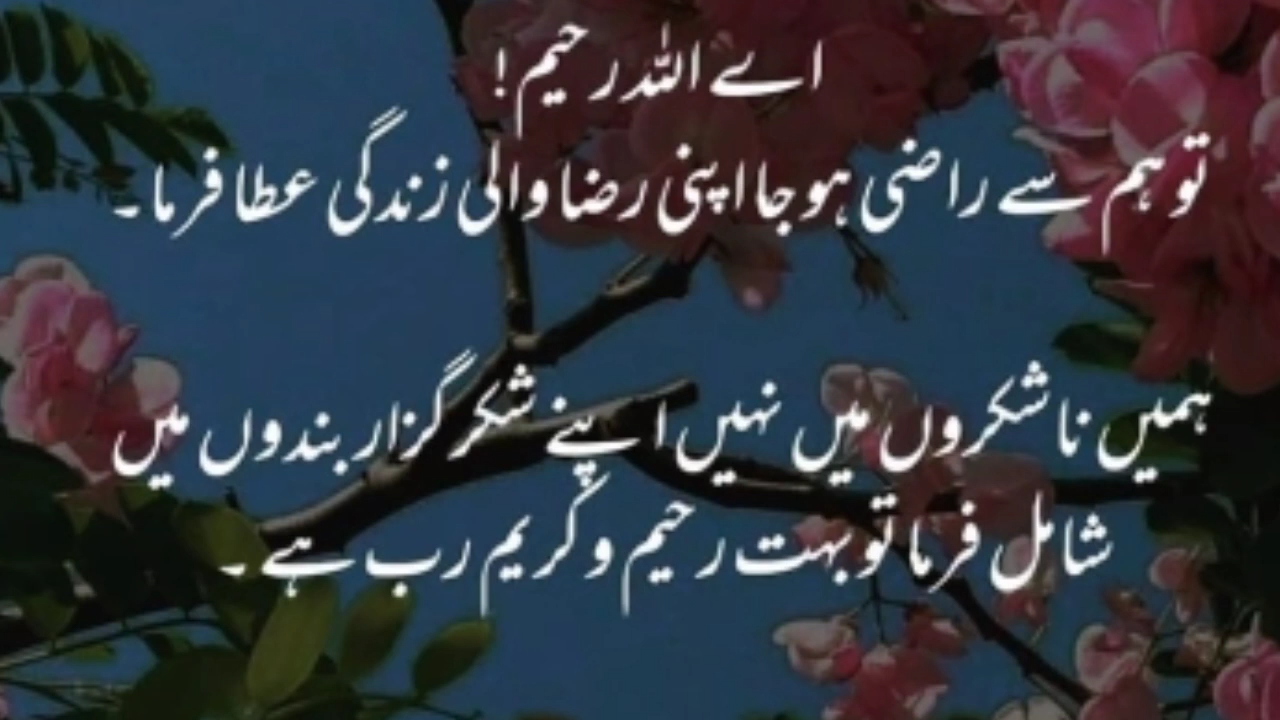 اے اللہ رحیم!
تو ہم سے راضی ہو جا اپنی رضا والی زندگی عطا فرما۔
ہمیں ناشکروں میں نہیں اپنے شکر گزار بندوں میں
شامل فرما تو بہت رحیم و کریم رب ہے۔